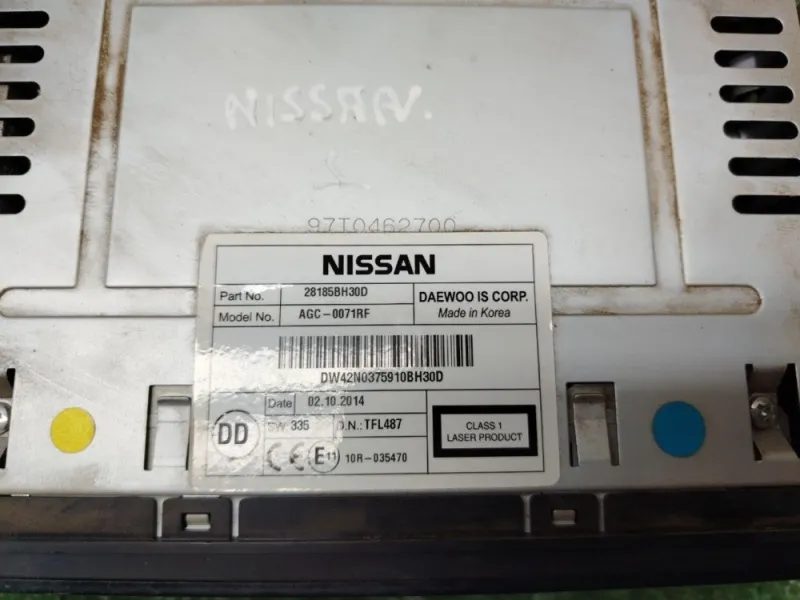 NISSAN.
97T0462700
NISSAN
Part No. 28185BH30D
Model No. AGC-0071RF
DAEWOO IS CORP.
Made in Korea
DW42N0375910BH30D
DD
Date 02.10.2014
SW 335 D.N.: TFL487
CE E11 10R-035470
CLASS 1
LASER PRODUCT